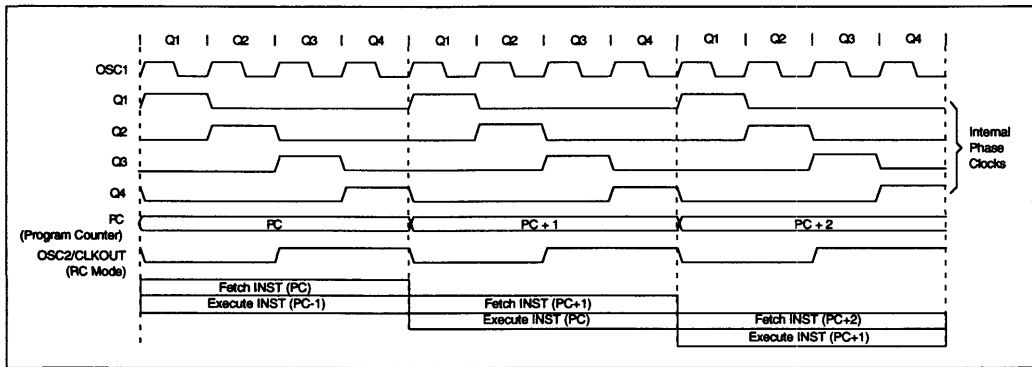 | Q1 | Q2 | Q3 | Q4 | Q1 | Q2 | Q3 | Q4 | Q1 | Q2 | Q3 | Q4 |
OSC1
Q1
Q2
Q3
Q4
Internal
Phase
Clocks
PC
(Program Counter)
PC
PC + 1
PC + 2
OSC2/CLKOUT
(RC Mode)
Fetch INST (PC)
Execute INST (PC-1)
Fetch INST (PC+1)
Execute INST (PC)
Fetch INST (PC+2)
Execute INST (PC+1)